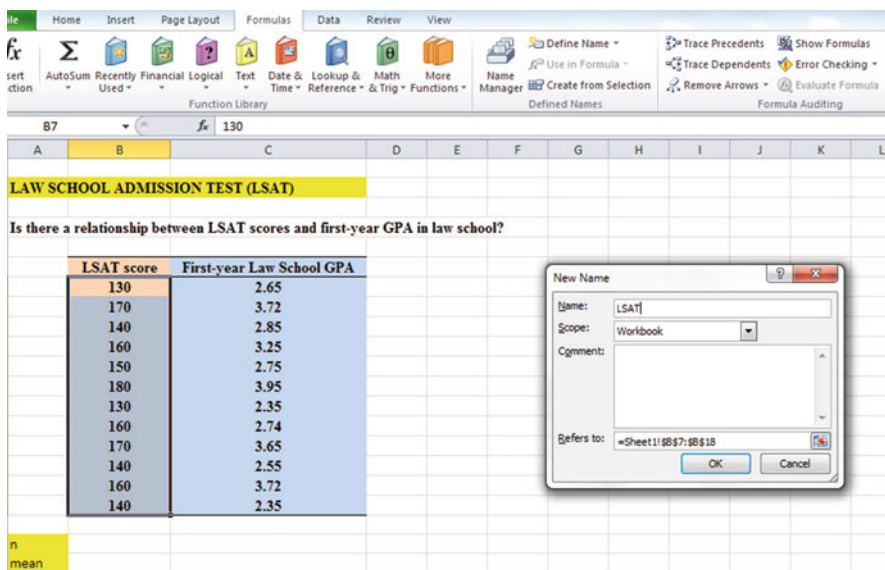 ile Home Insert Page Layout Formulas Data Review View
fx Σ ? A θ
sert AutoSum Recently Financial Logical Text Date & Lookup & Math More Name
ction Used Time Reference & Trig Functions Manager
Define Name Trace Precedents Show Formulas
Use in Formula Trace Dependents Error Checking
Create from Selection Remove Arrows Evaluate Formula
Function Library Defined Names Formula Auditing
B7 fx 130
A B C D E F G H I J K L
LAW SCHOOL ADMISSION TEST (LSAT)
Is there a relationship between LSAT scores and first-year GPA in law school?
LSAT score First-year Law School GPA
130 2.65
170 3.72
140 2.85
160 3.25
150 2.75
180 3.95
130 2.35
160 2.74
170 3.65
140 2.55
160 3.72
140 2.35
n
mean
New Name
? X
Name: LSAT
Scope: Workbook
Comment:
Refers to: =Sheet1!$B$7:$B$18
OK Cancel